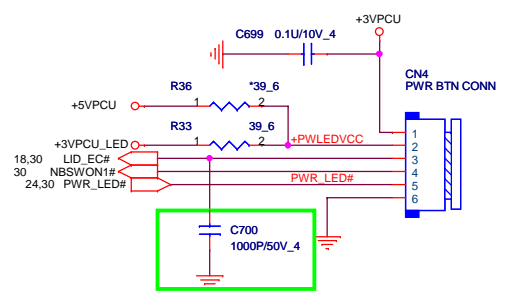 +3VPCU
C699 0.1U/10V_4
CN4
PWR BTN CONN
R36 *39_6
+5VPCU 1 2
R33 39_6
+3VPCU_LED 1 2 +PWLEDVCC
18,30 LID_EC#
30 NBSWON1#
24,30 PWR_LED# PWR_LED#
1
2
3
4
5
6
C700
1000P/50V_4